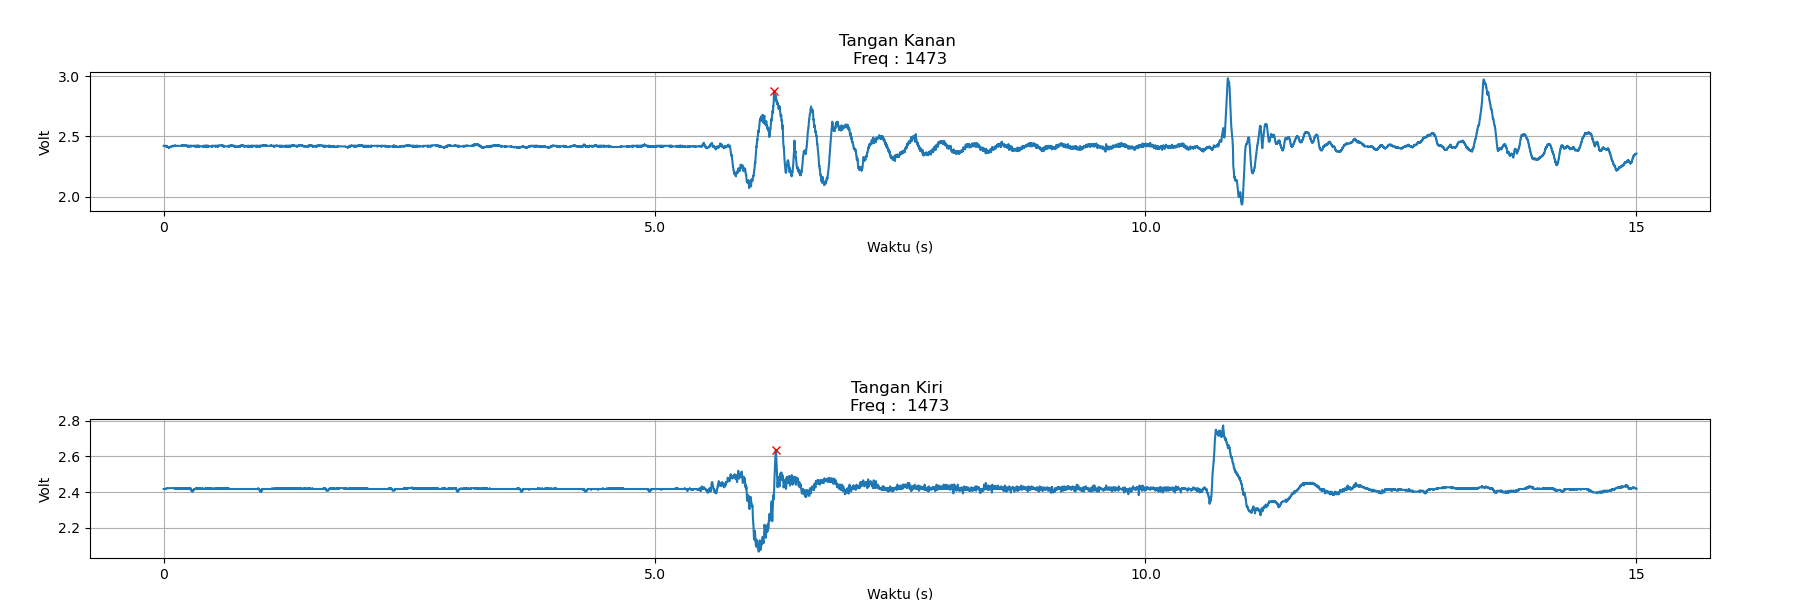 Tangan Kanan
Freq : 1473
3.0
2.5
2.0
Volt
0 5.0 10.0 15
Waktu (s)
Tangan Kiri
Freq :  1473
2.8
2.6
2.4
2.2
Volt
0 5.0 10.0 15
Waktu (s)